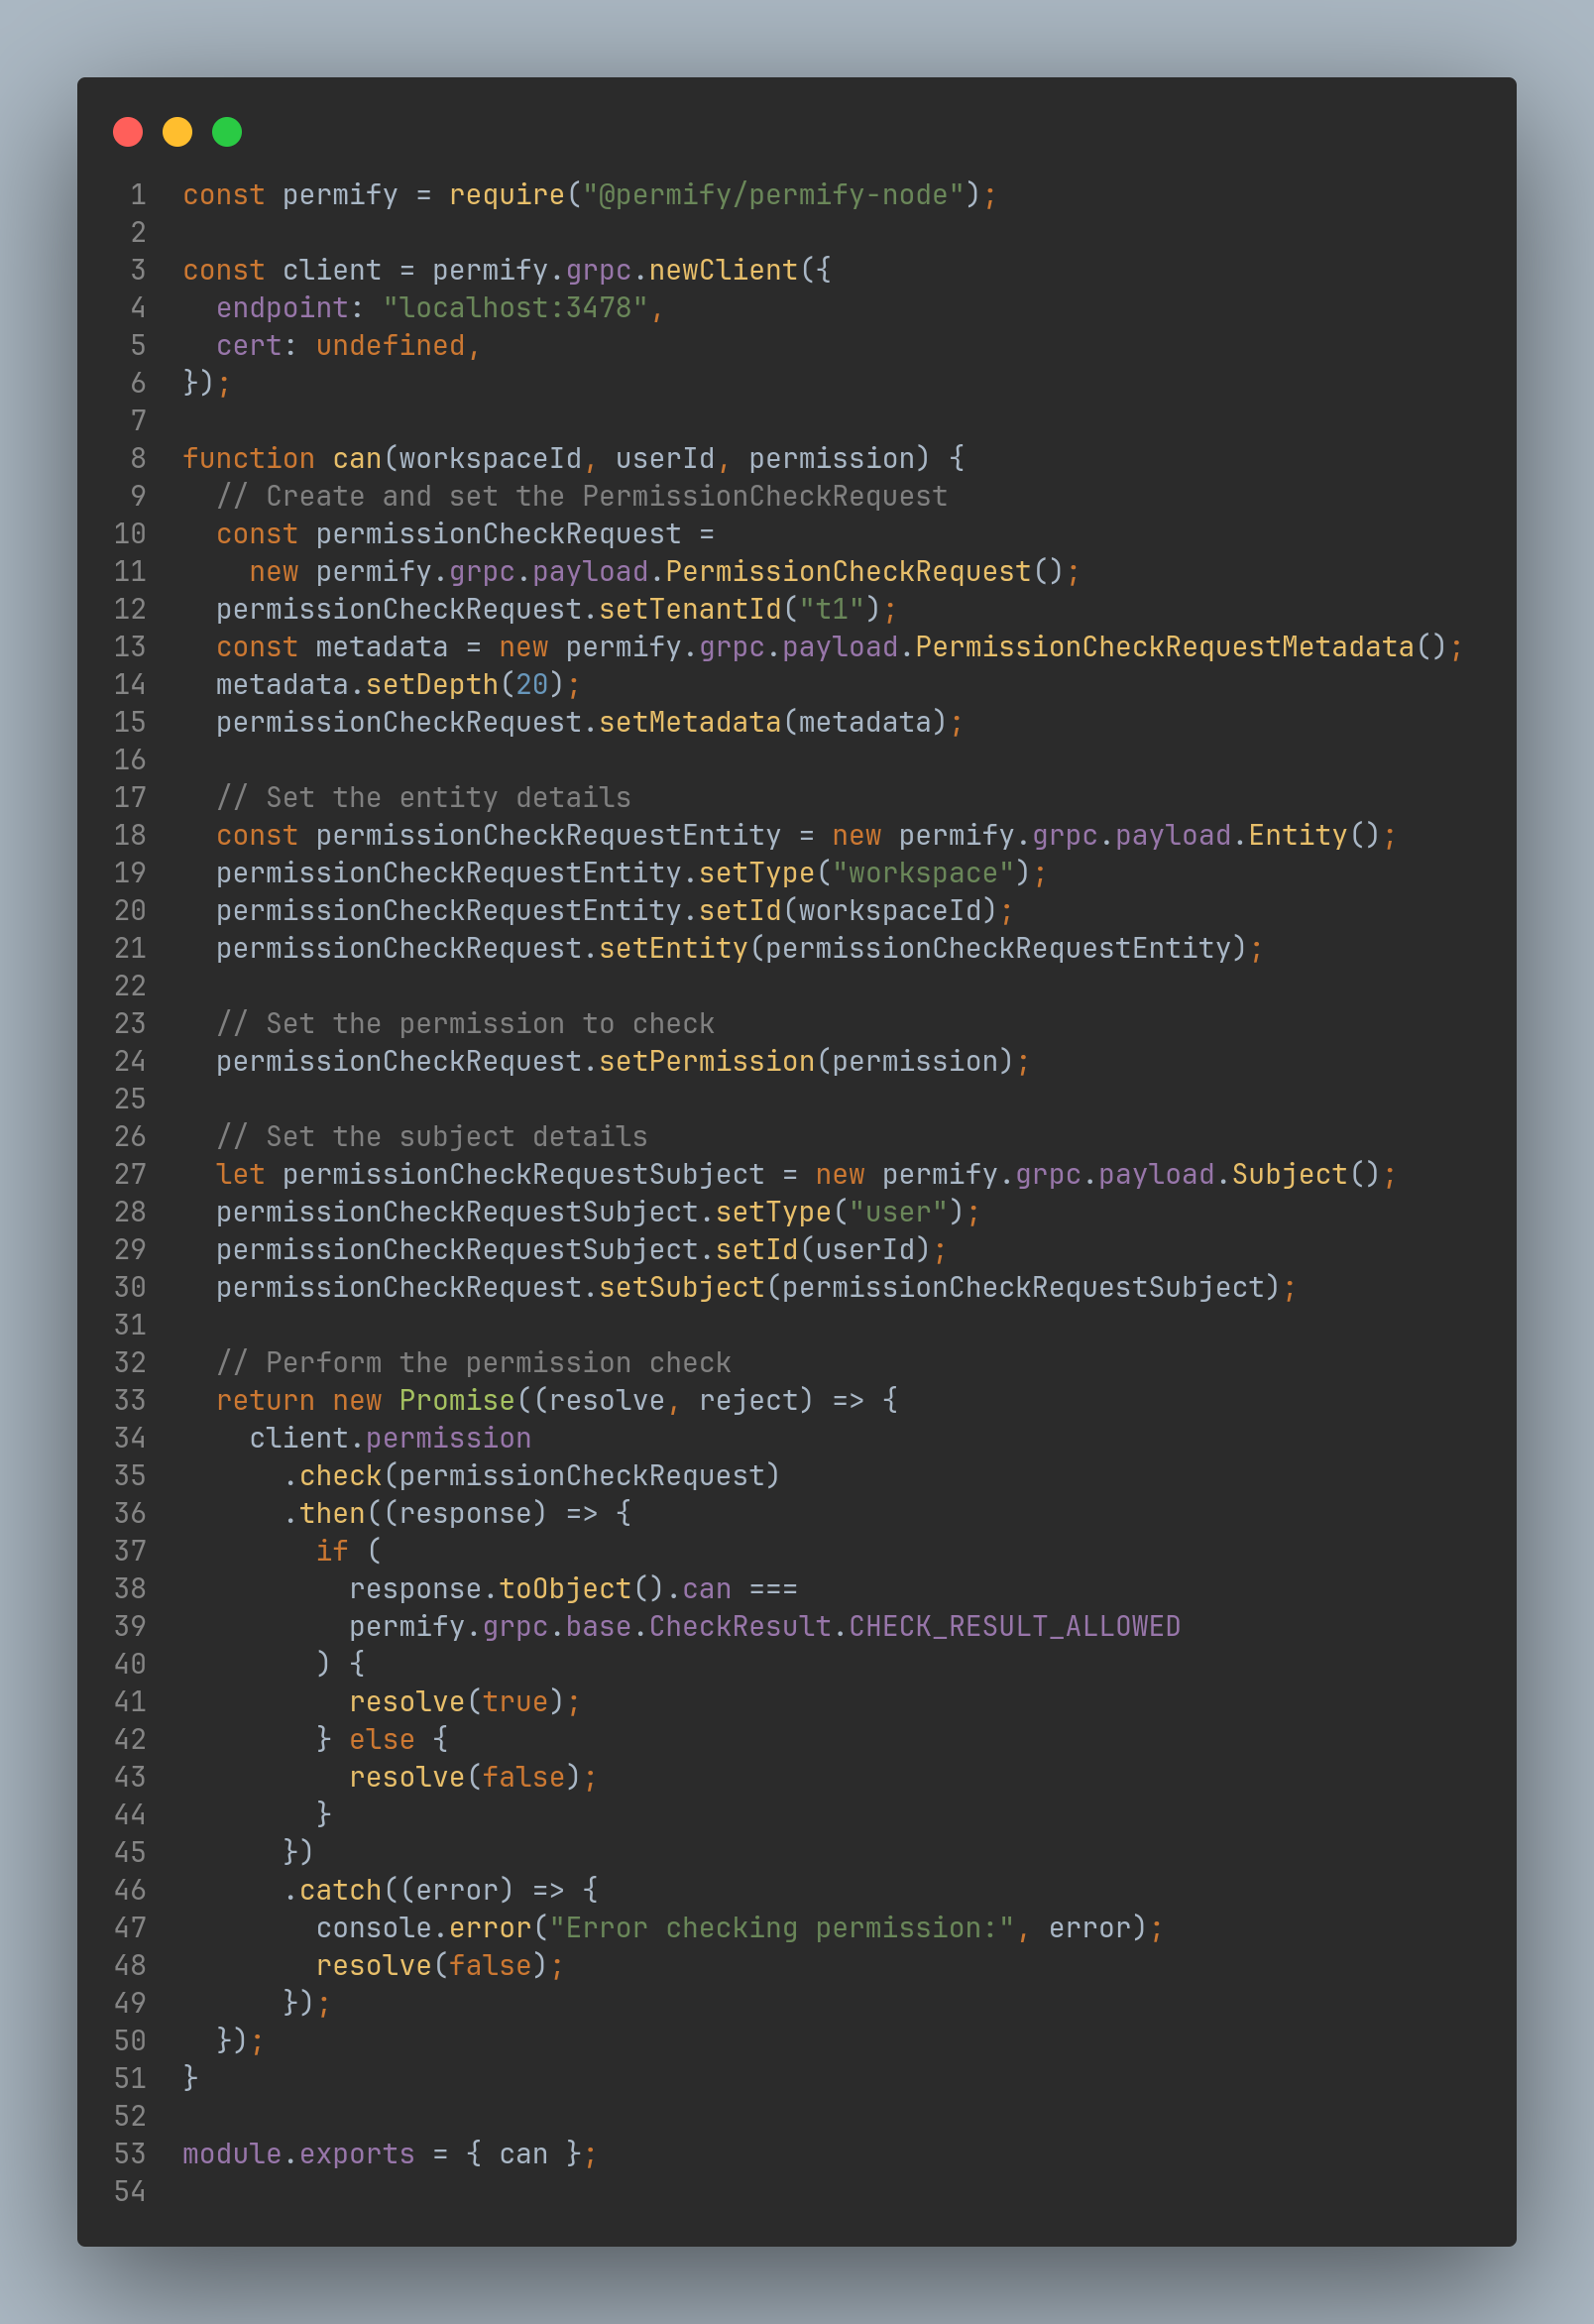 1 const permify = require("@permify/permify-node");
2
3 const client = permify.grpc.newClient({
4   endpoint: "localhost:3478",
5   cert: undefined,
6 });
7
8 function can(workspaceId, userId, permission) {
9   // Create and set the PermissionCheckRequest
10   const permissionCheckRequest =
11     new permify.grpc.payload.PermissionCheckRequest();
12   permissionCheckRequest.setTenantId("t1");
13   const metadata = new permify.grpc.payload.PermissionCheckRequestMetadata();
14   metadata.setDepth(20);
15   permissionCheckRequest.setMetadata(metadata);
16
17   // Set the entity details
18   const permissionCheckRequestEntity = new permify.grpc.payload.Entity();
19   permissionCheckRequestEntity.setType("workspace");
20   permissionCheckRequestEntity.setId(workspaceId);
21   permissionCheckRequest.setEntity(permissionCheckRequestEntity);
22
23   // Set the permission to check
24   permissionCheckRequest.setPermission(permission);
25
26   // Set the subject details
27   let permissionCheckRequestSubject = new permify.grpc.payload.Subject();
28   permissionCheckRequestSubject.setType("user");
29   permissionCheckRequestSubject.setId(userId);
30   permissionCheckRequest.setSubject(permissionCheckRequestSubject);
31
32   // Perform the permission check
33   return new Promise((resolve, reject) => {
34     client.permission
35       .check(permissionCheckRequest)
36       .then((response) => {
37         if (
38           response.toObject().can ===
39           permify.grpc.base.CheckResult.CHECK_RESULT_ALLOWED
40         ) {
41           resolve(true);
42         } else {
43           resolve(false);
44         }
45       })
46       .catch((error) => {
47         console.error("Error checking permission:", error);
48         resolve(false);
49       });
50   });
51 }
52
53 module.exports = { can };
54